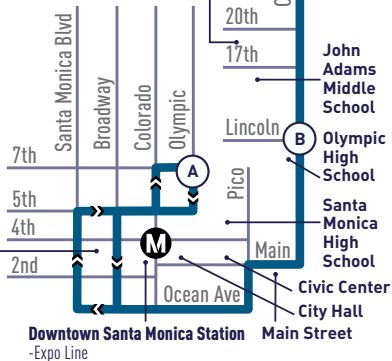 C
20th
17th
John
Adams
Middle
School
Santa Monica Blvd
Broadway
Colorado
Olympic
Lincoln
B
Olympic
High
School
7th
A
Pico
5th
Santa
Monica
High
School
4th
M
Main
2nd
Civic Center
Ocean Ave
City Hall
Downtown Santa Monica Station
-Expo Line
Main Street